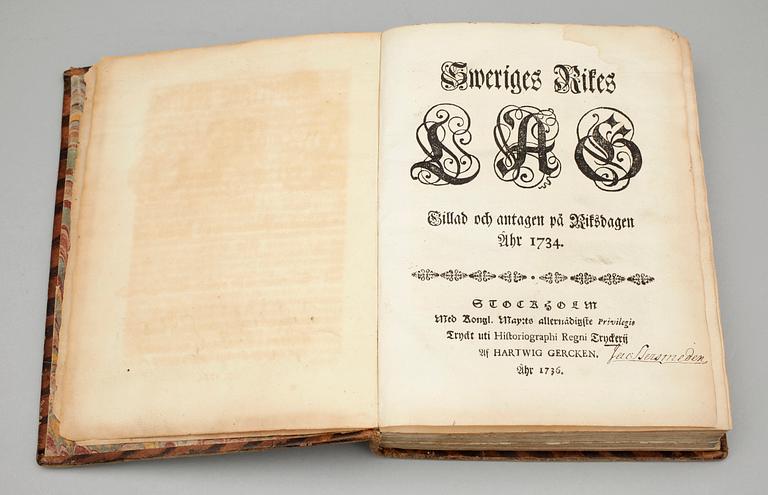 Sweriges Rikes
LAG
Gillad och antagen på Riksdagen
Åhr 1734.
STOCKHOLM
Med Kongl. May:ts allernådigste Privilegio
Tryckt uti Historiographi Regni Tryckerij
Af HARTWIG GERCKEN,
Åhr 1736.